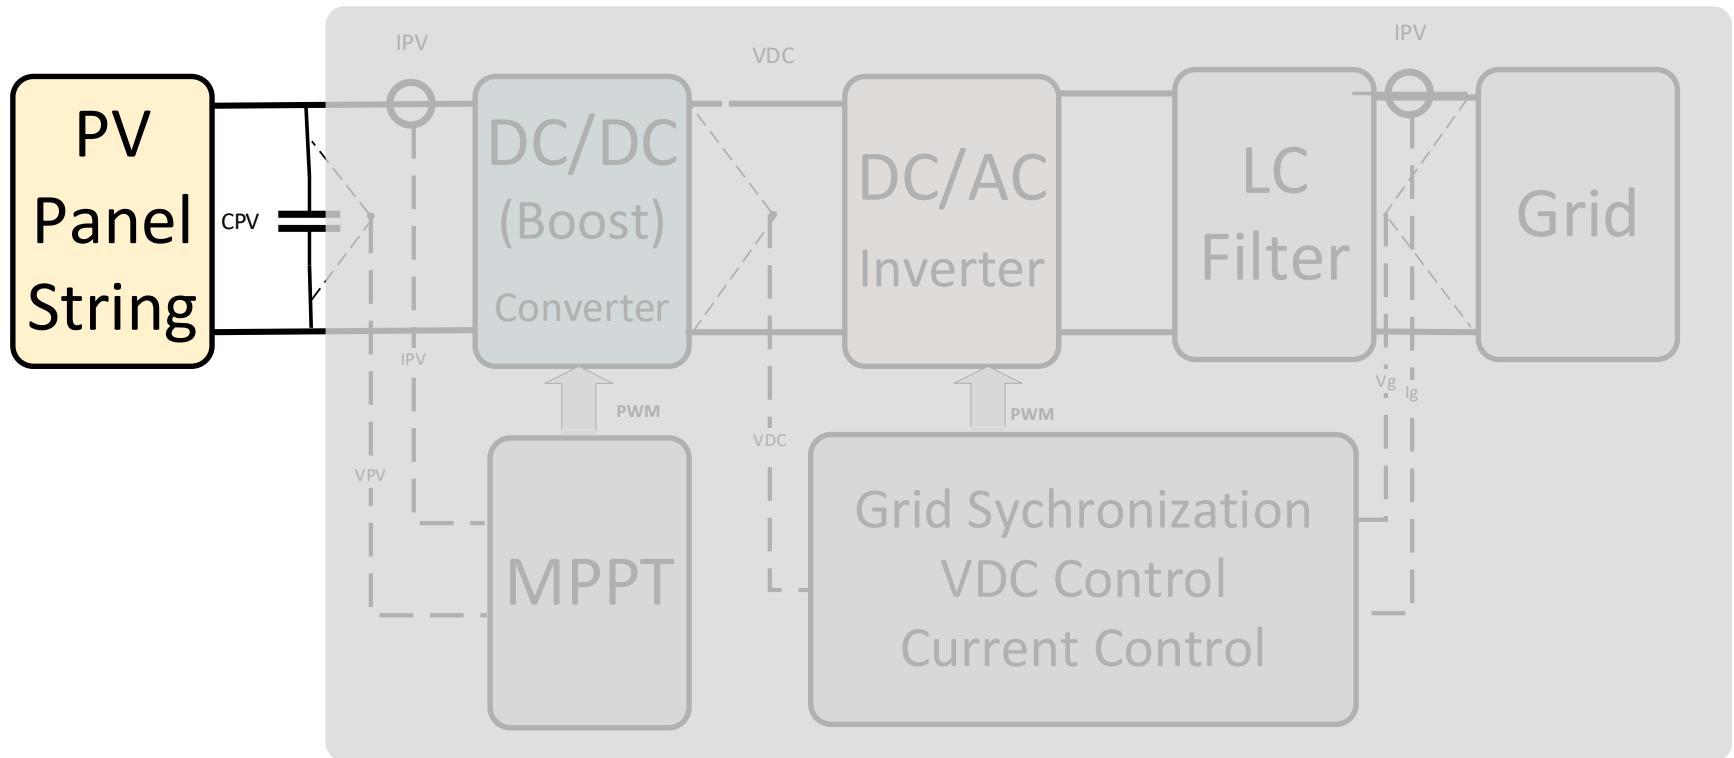 IPV
VDC
IPV
PV
Panel
String
CPV
DC/DC
(Boost)
Converter
DC/AC
Inverter
LC
Filter
Grid
IPV
PWM
VPV
VDC
PWM
Vg
Ig
MPPT
Grid Sychronization
VDC Control
Current Control